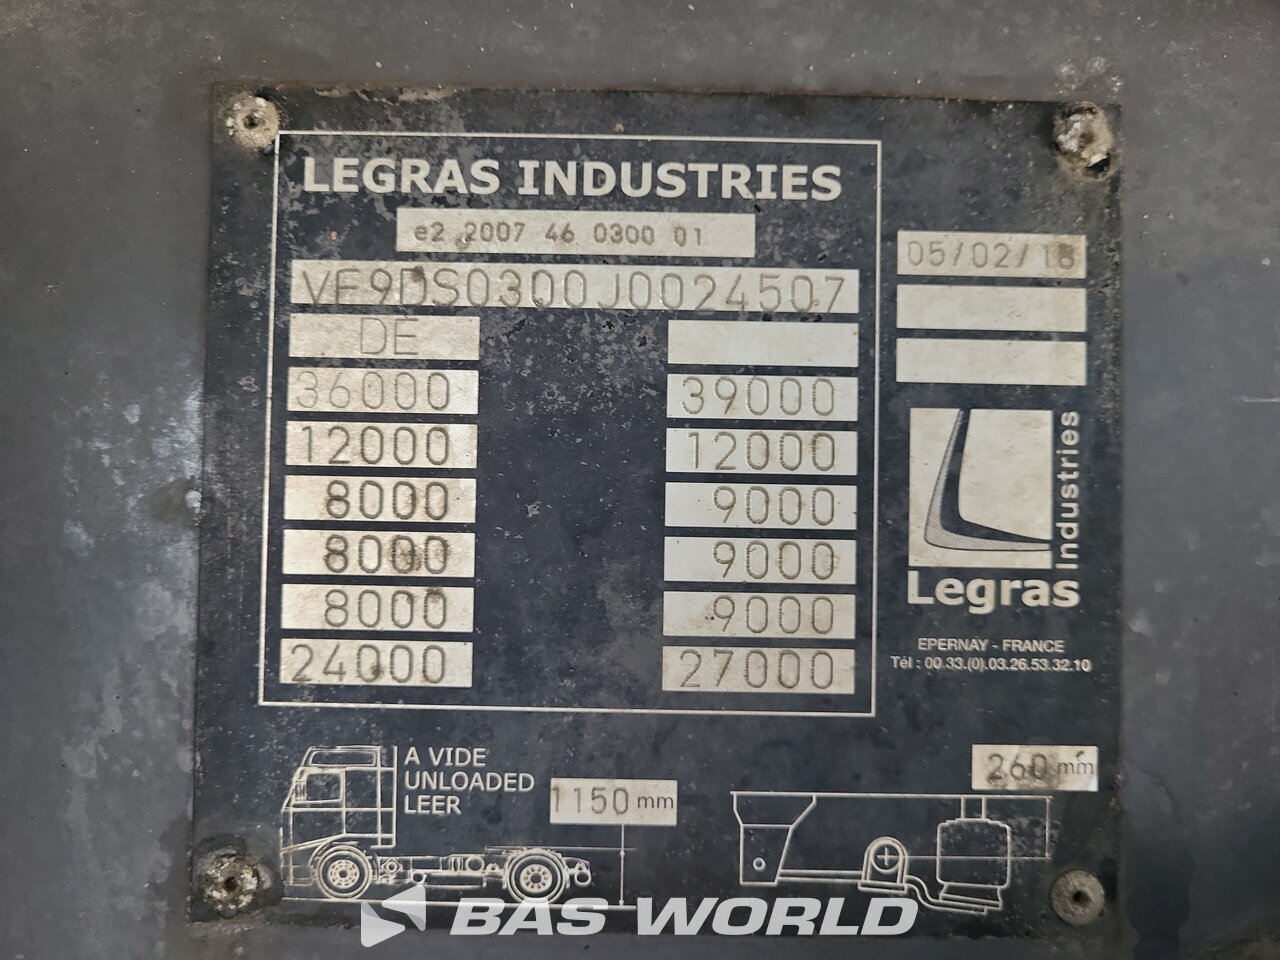 LEGRAS INDUSTRIES
e2 2007 46 0300 01
05/02/18
VF9DS0300J0024507
DE
36000 39000
12000 12000
8000 9000
8000 9000
8000 9000
24000 27000
Industries
Legras
EPERNAY - FRANCE
Tél : 00.33.(0).03.26.53.32.10
A VIDE
UNLOADED
LEER
1150 mm
260 mm
BAS WORLD